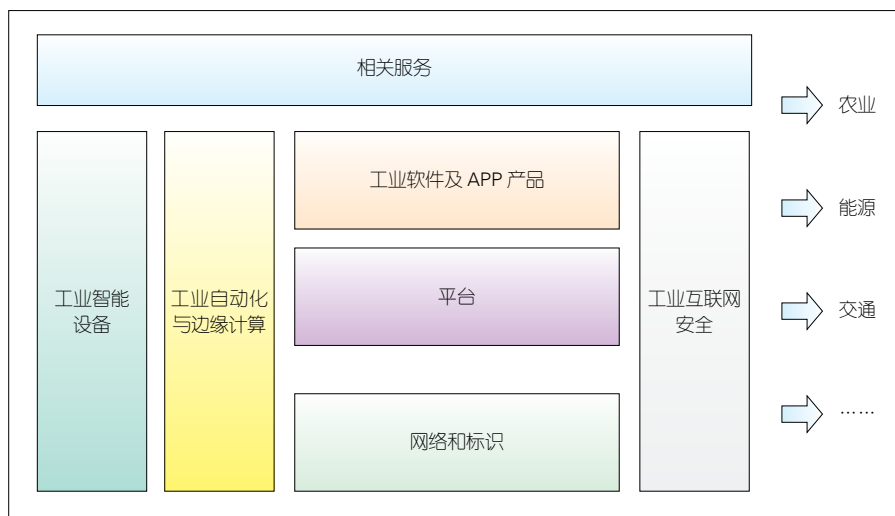 相关服务
工业智能
设备
工业自动化
与边缘计算
工业软件及 APP 产品
平台
网络和标识
工业互联网
安全
农业
能源
交通
……